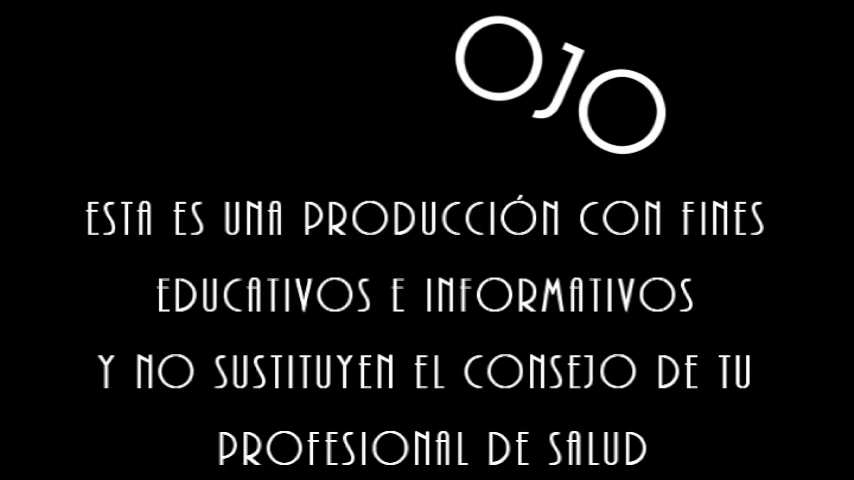 OJO
ESTA ES UNA PRODUCCIÓN CON FINES
EDUCATIVOS E INFORMATIVOS
Y NO SUSTITUYEN EL CONSEJO DE TU
PROFESIONAL DE SALUD